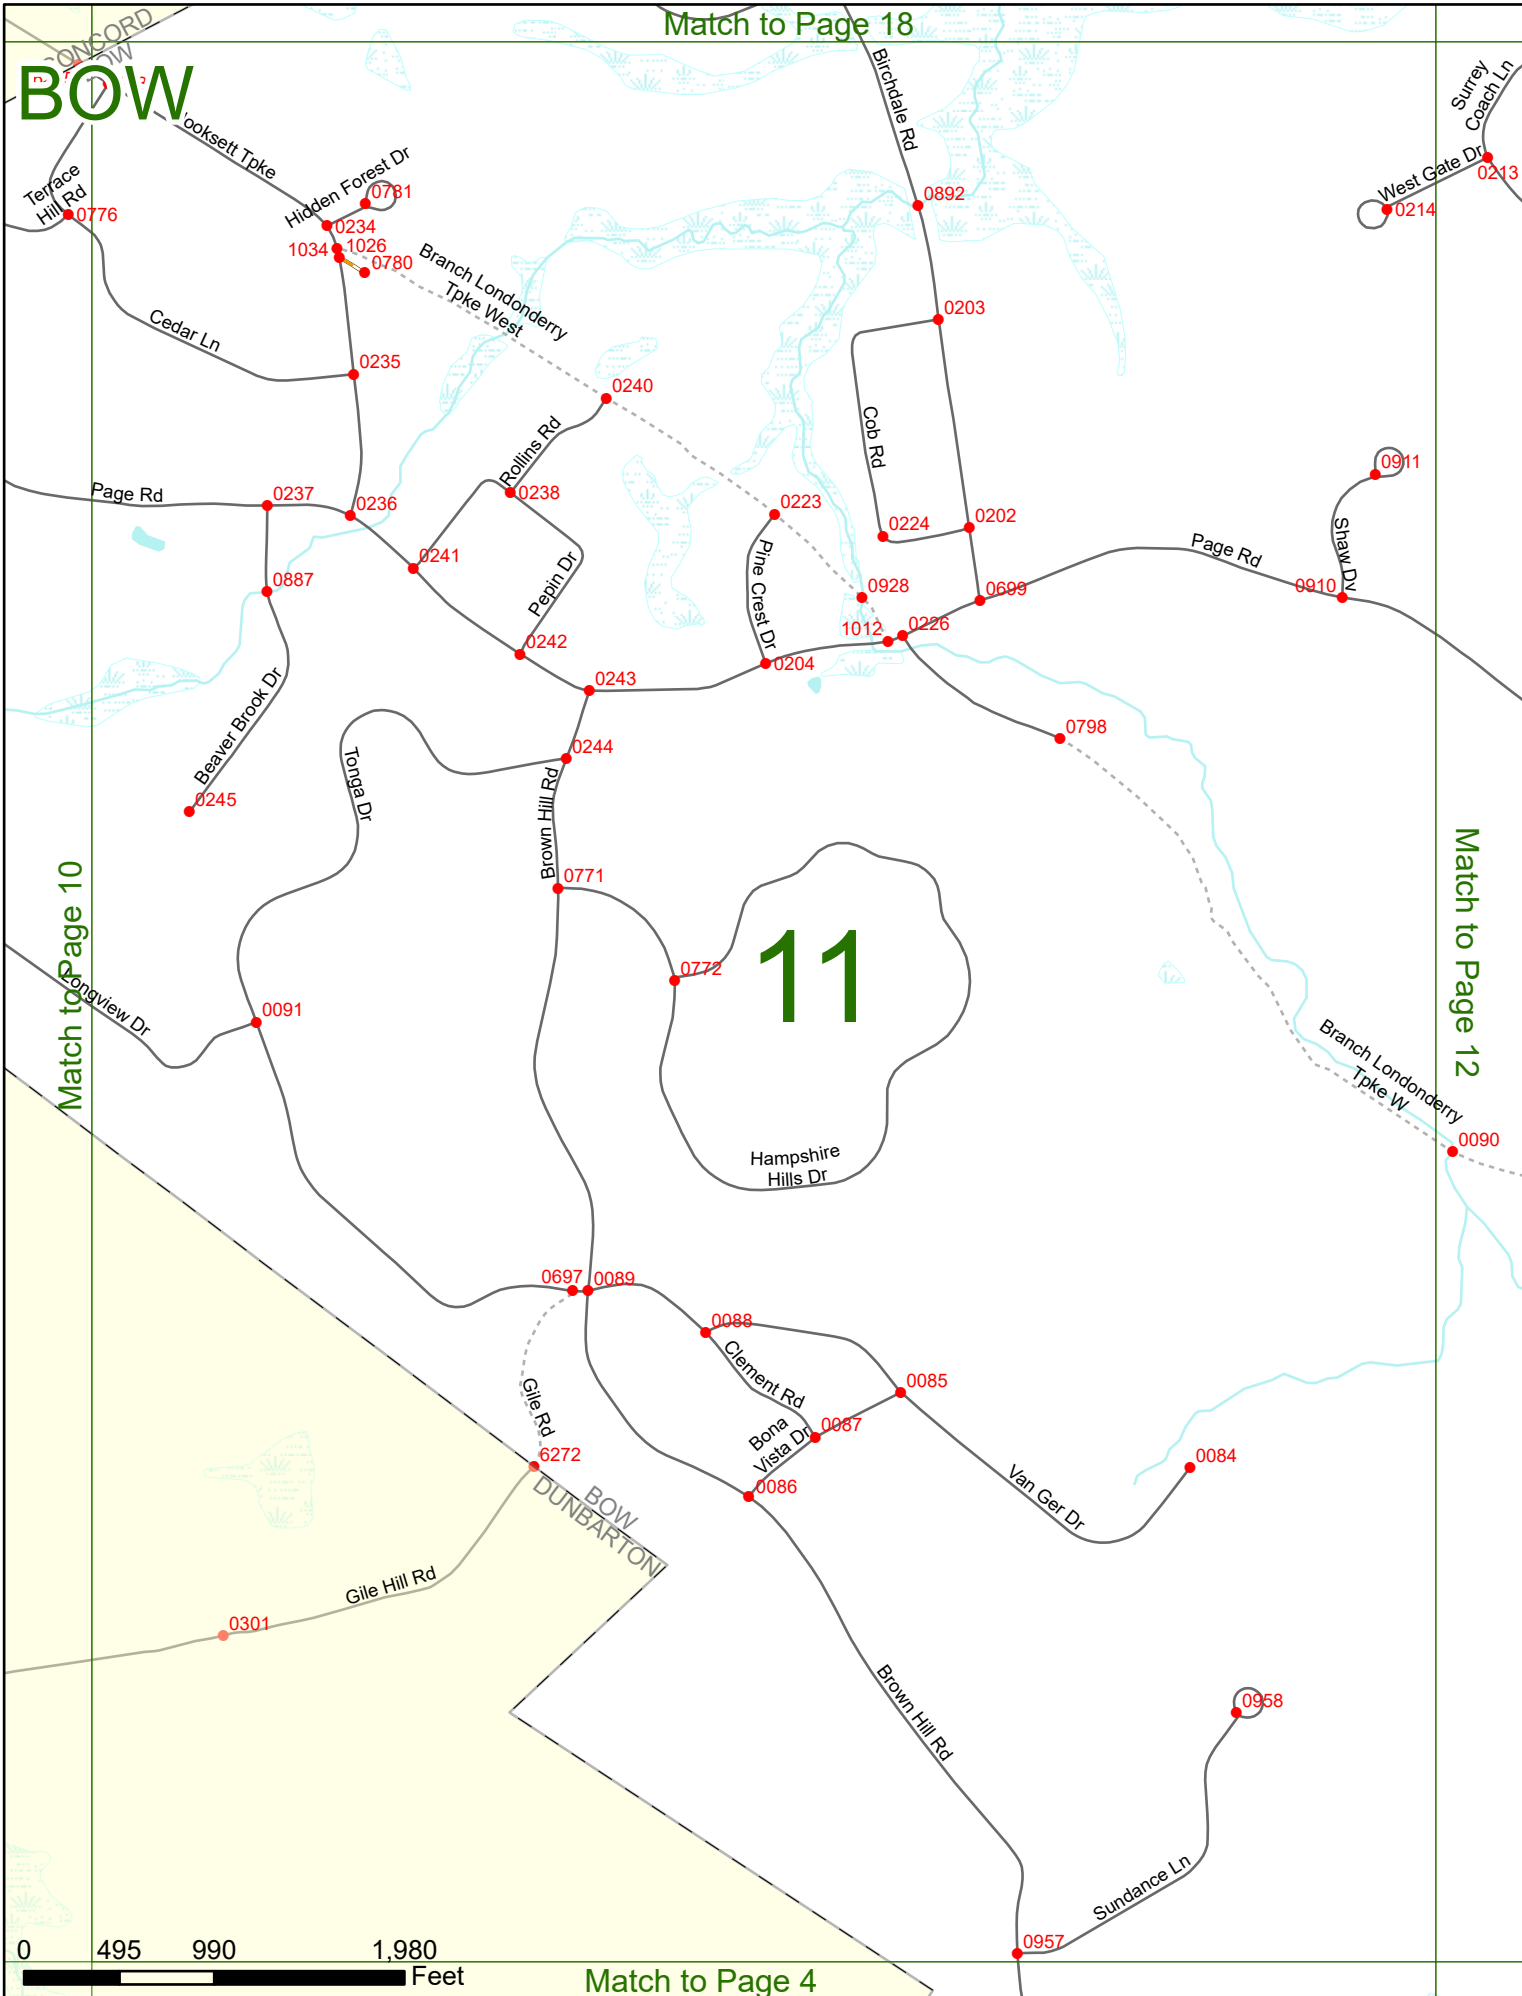 Match to Page 18
CONCORD
BOW
BOW
Hidden Forest Dr
0781
Terrace
Hill Rd
0776
0234
1026
1034
0780
Branch Londonderry
Tpke West
Cedar Ln
0235
Birchdale Rd
0892
0203
Surrey
Coach Ln
West Gate Dr
0213
0214
0240
Rollins Rd
0238
Cob Rd
0911
Page Rd
0237
0236
0223
0224
0202
Page Rd
Shaw Dv
0241
Pepin Dr
Pine Crest Dr
0887
0928
0699
0910
1012
0226
0242
0204
0243
Beaver Brook Dr
0245
Tonga Dr
0244
Brown Hill Rd
0798
0771
Match to Page 10
Match to Page 12
11
0772
Longview Dr
0091
Branch Londonderry
Tpke W
0090
Hampshire
Hills Dr
0697
0089
0088
Clement Rd
0085
Gile Rd
Bona
Vista Dr
0087
6272
0086
0084
Van Ger Dr
BOW
DUNBARTON
Gile Hill Rd
0301
Brown Hill Rd
0958
Sundance Ln
0957
0 495 990 1,980
Feet
Match to Page 4